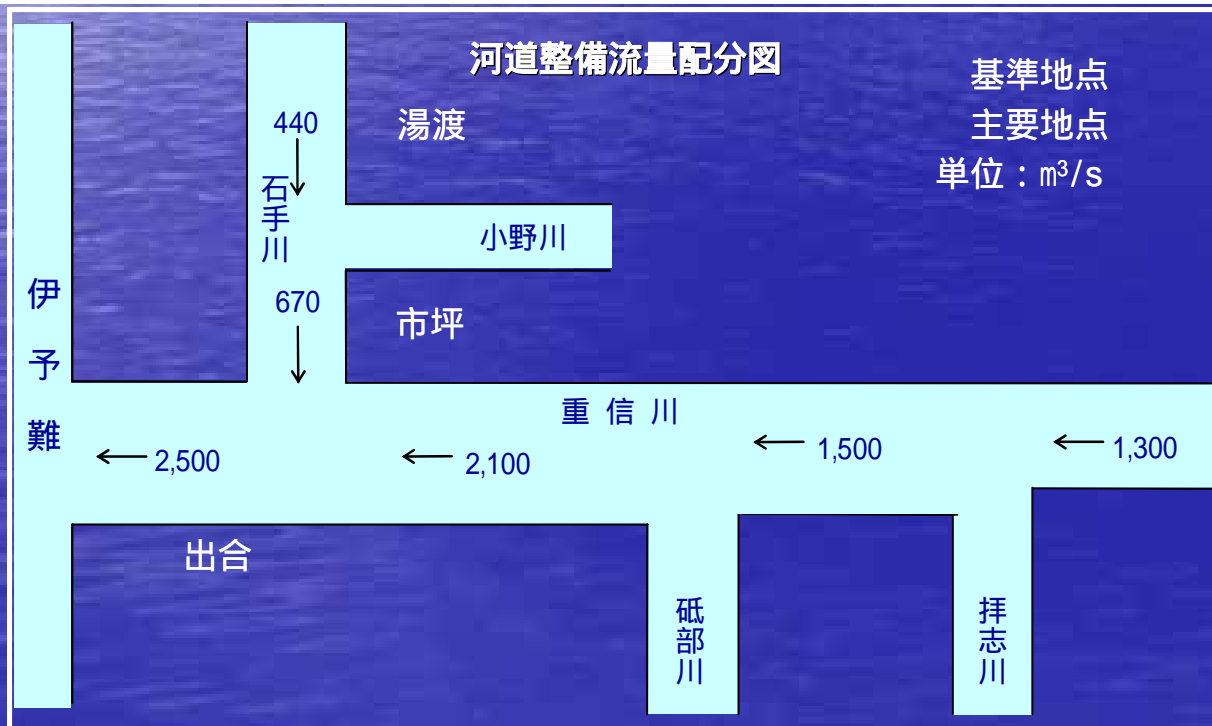 河道整備流量配分図
基準地点
主要地点
単位：m³/s
440
湯渡
石手川
小野川
670
市坪
伊予難
重信川
2,500
2,100
1,500
1,300
出合
砥部川
拝志川